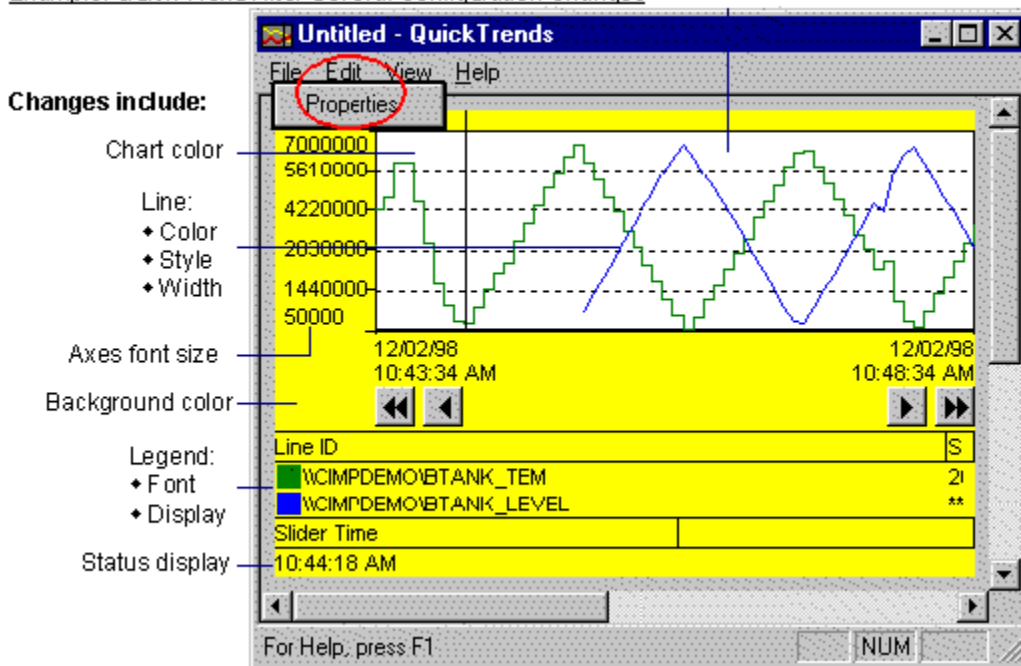 Untitled - QuickTrends
File Edit View Help
Properties
Changes include:
Chart color
Line:
◆ Color
◆ Style
◆ Width
Axes font size
Background color
Legend:
◆ Font
◆ Display
Status display
7000000
5610000
4220000
2030000
1440000
50000
12/02/98
10:43:34 AM
12/02/98
10:48:34 AM
Line ID S
\\CIMPDEMO\BTANK_TEM
\\CIMPDEMO\BTANK_LEVEL **
Slider Time
10:44:18 AM
For Help, press F1 NUM